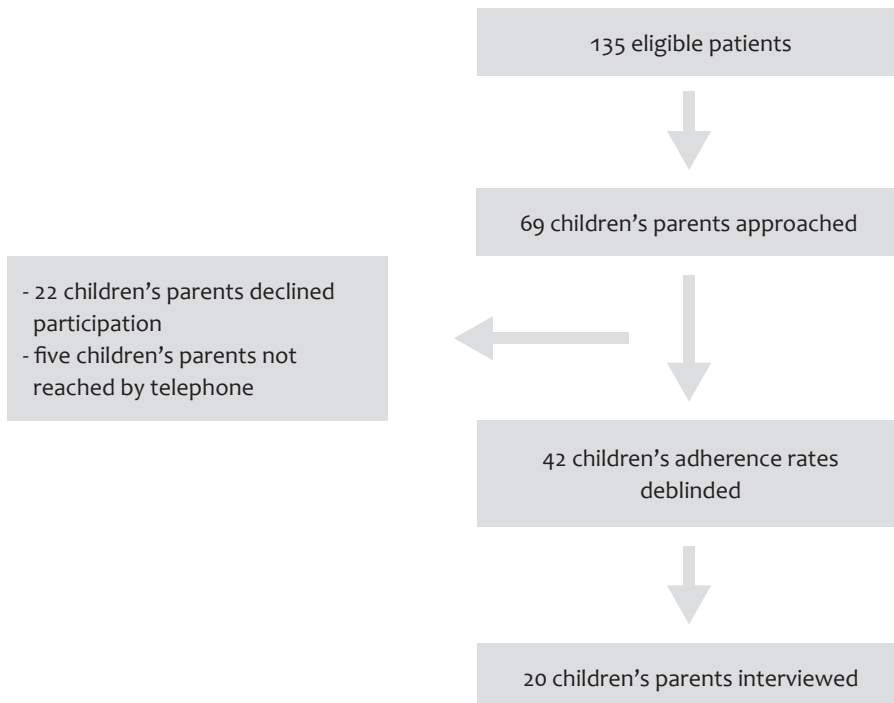 135 eligible patients
69 children’s parents approached
- 22 children’s parents declined
participation
- five children’s parents not
reached by telephone
42 children’s adherence rates
deblinded
20 children’s parents interviewed